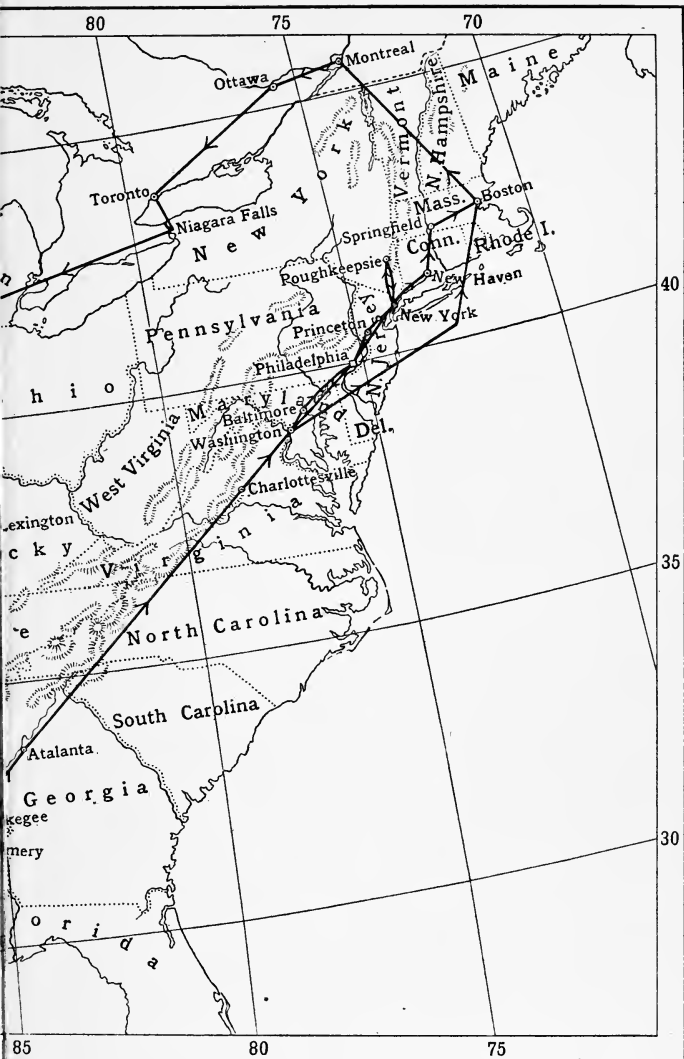 80
75
70
Montreal
Ottawa
Maine
Vermont
N. Hampshire
New York
Toronto
Niagara Falls
Mass.
Boston
Springfield
Conn.
Rhode I.
Poughkeepsie
New Haven
40
n
Pennsylvania
Princeton
New York
N. Jersey
Philadelphia
hio
Maryland
Baltimore
Washington
Del.
West Virginia
Charlottesville
exington
cky
Virginia
35
e
North Carolina
South Carolina
Atalanta
Georgia
kegee
mery
30
orida
85
80
75